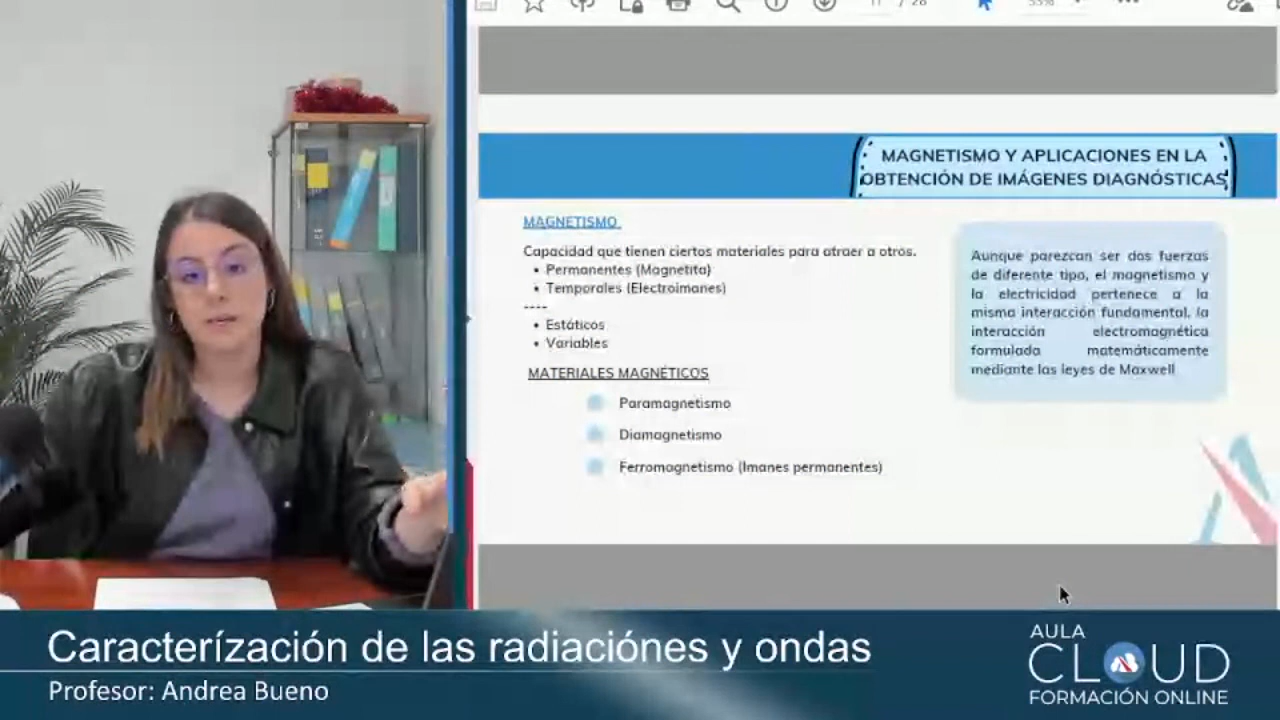 MAGNETISMO Y APLICACIONES EN LA
OBTENCIÓN DE IMÁGENES DIAGNÓSTICAS
MAGNETISMO
Capacidad que tienen ciertos materiales para atraer a otros.
• Permanentes (Magnetita)
• Temporales (Electroimanes)
----
• Estáticos
• Variables
MATERIALES MAGNÉTICOS
Paramagnetismo
Diamagnetismo
Ferromagnetismo (Imanes permanentes)
Aunque parezcan ser dos fuerzas
de diferente tipo, el magnetismo y
la electricidad pertenece a la
misma interacción fundamental, la
interacción electromagnética
formulada matemáticamente
mediante las leyes de Maxwell
Caracterízación de las radiaciónes y ondas
Profesor: Andrea Bueno
AULA
CLOUD
FORMACIÓN ONLINE